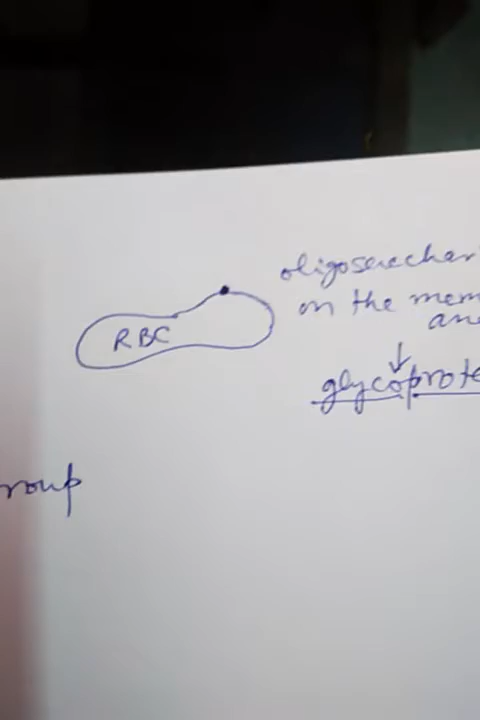 oligosacchar
on the mem
an
RBC
glycoprote
roup